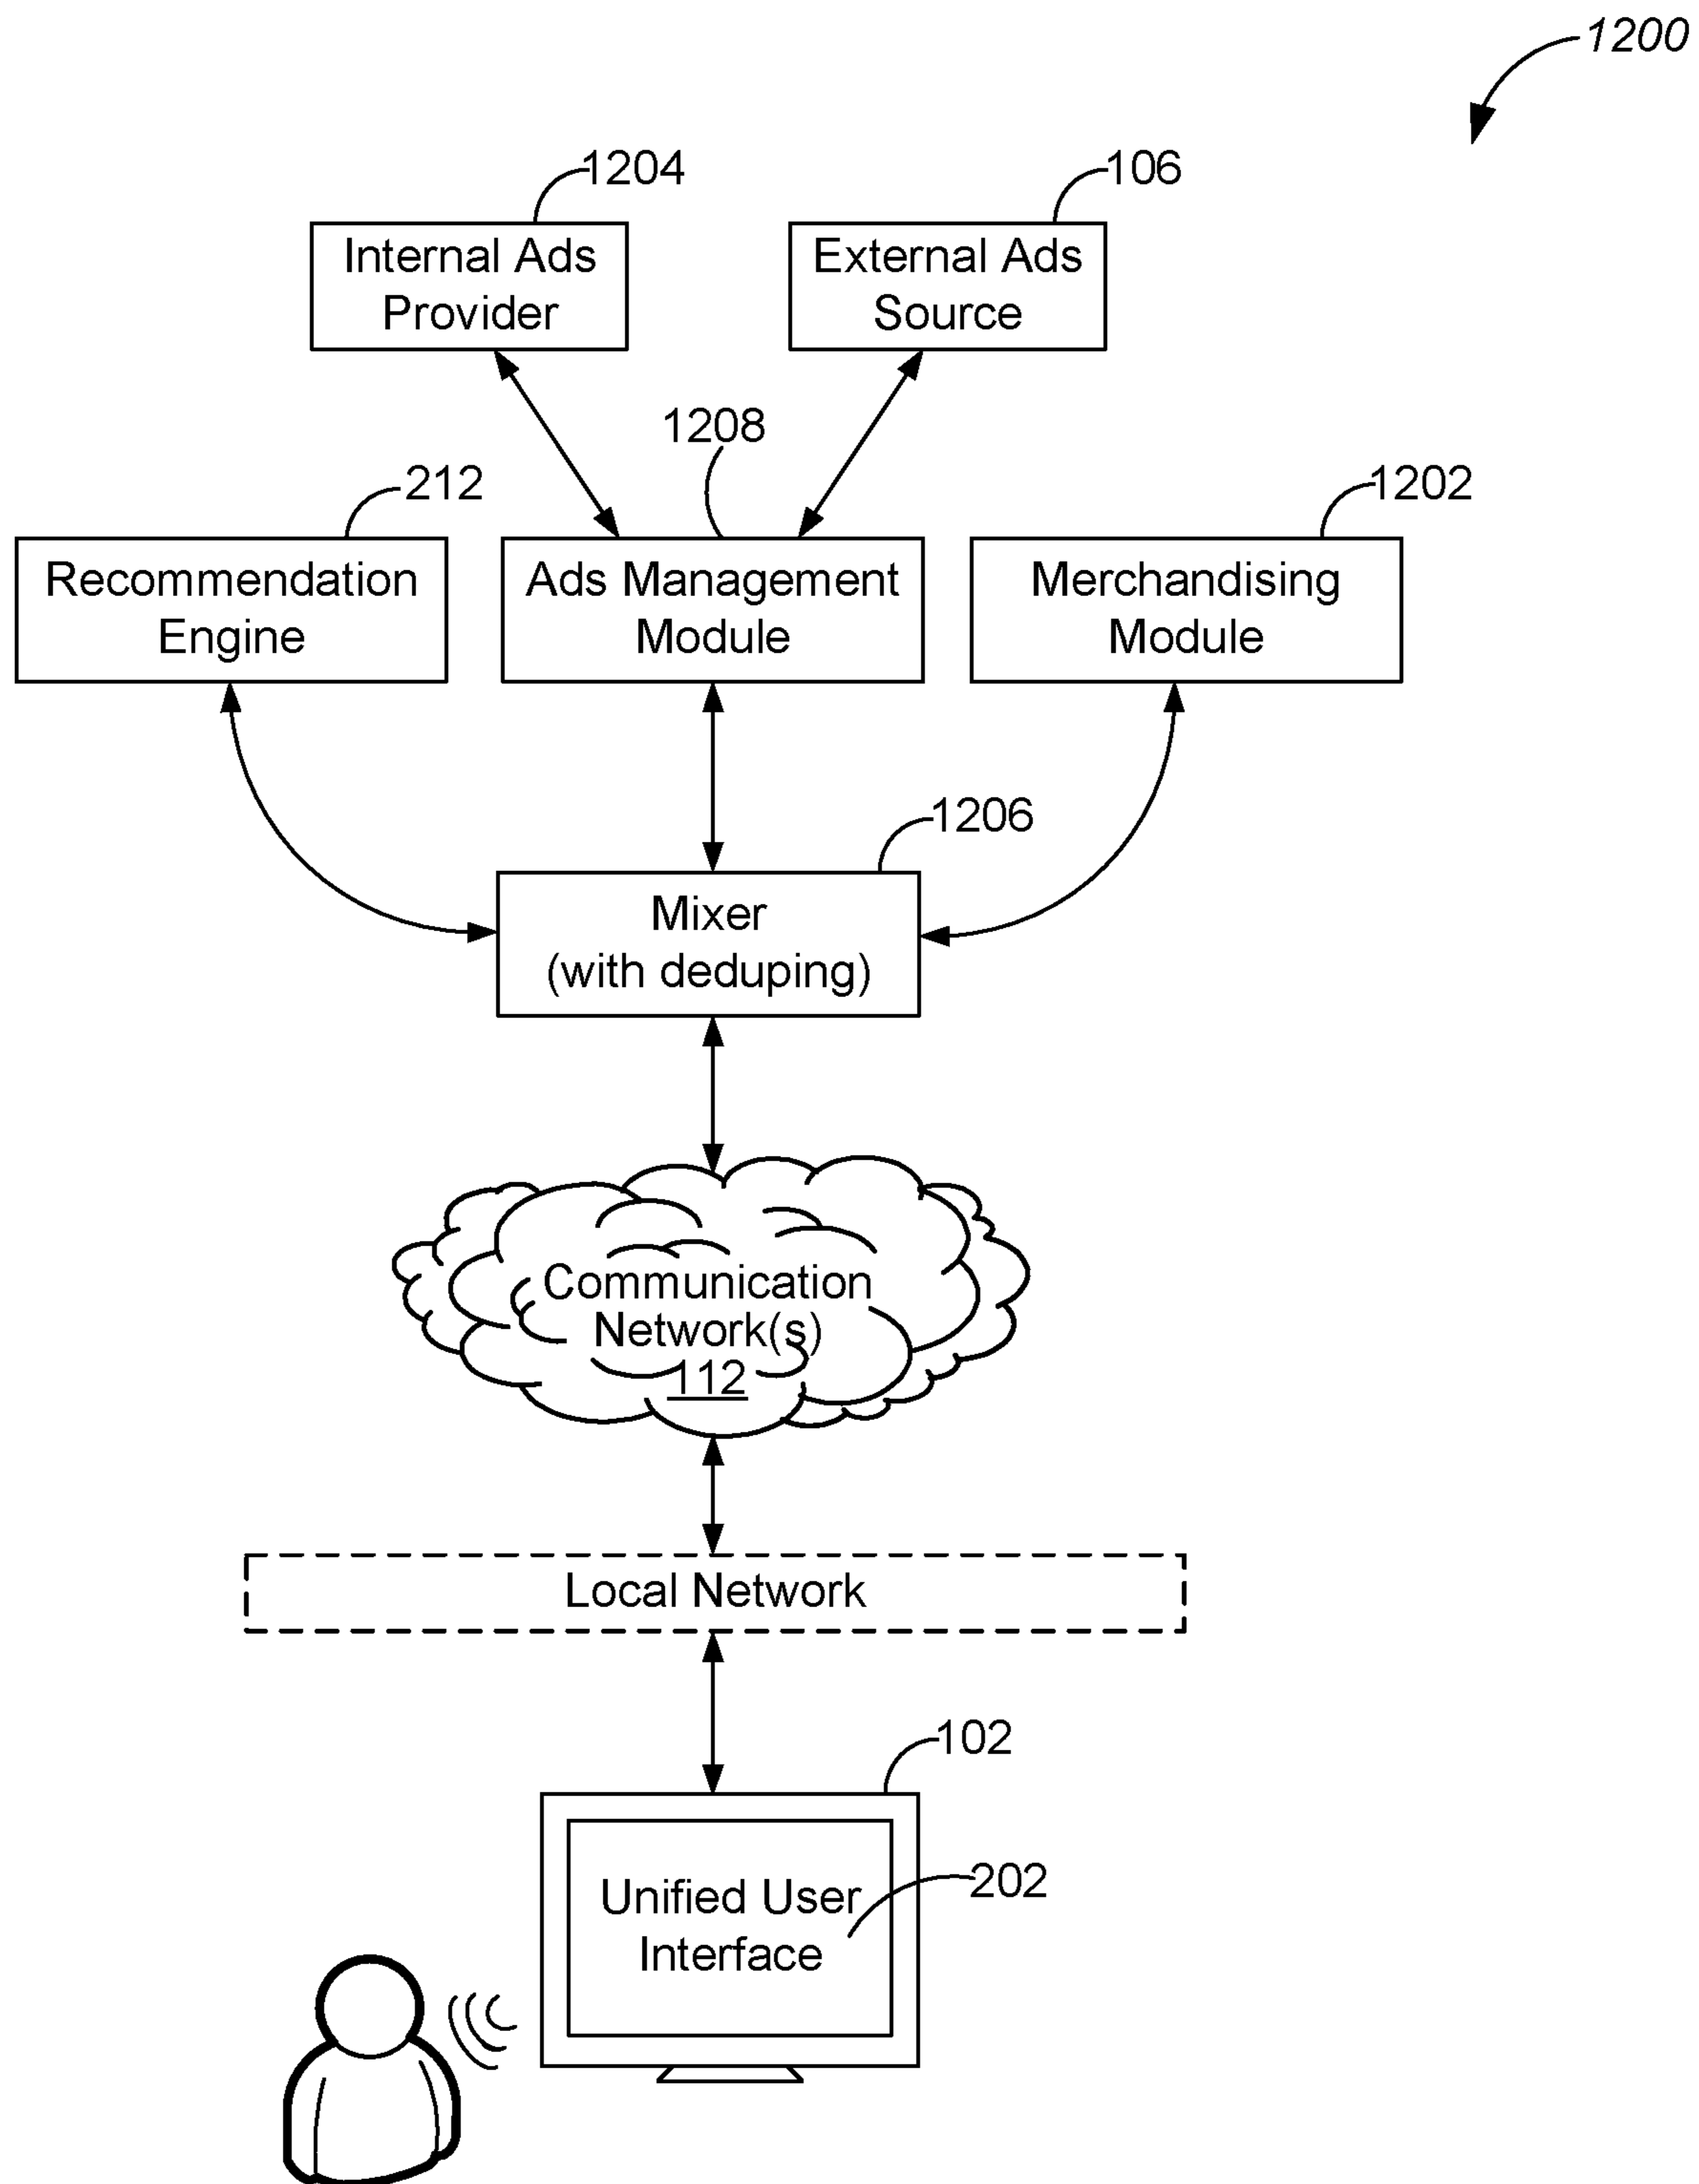 1200
1204
106
Internal Ads
Provider
External Ads
Source
1208
212
1202
Recommendation
Engine
Ads Management
Module
Merchandising
Module
1206
Mixer
(with deduping)
Communication
Network(s)
112
Local Network
102
Unified User
Interface
202